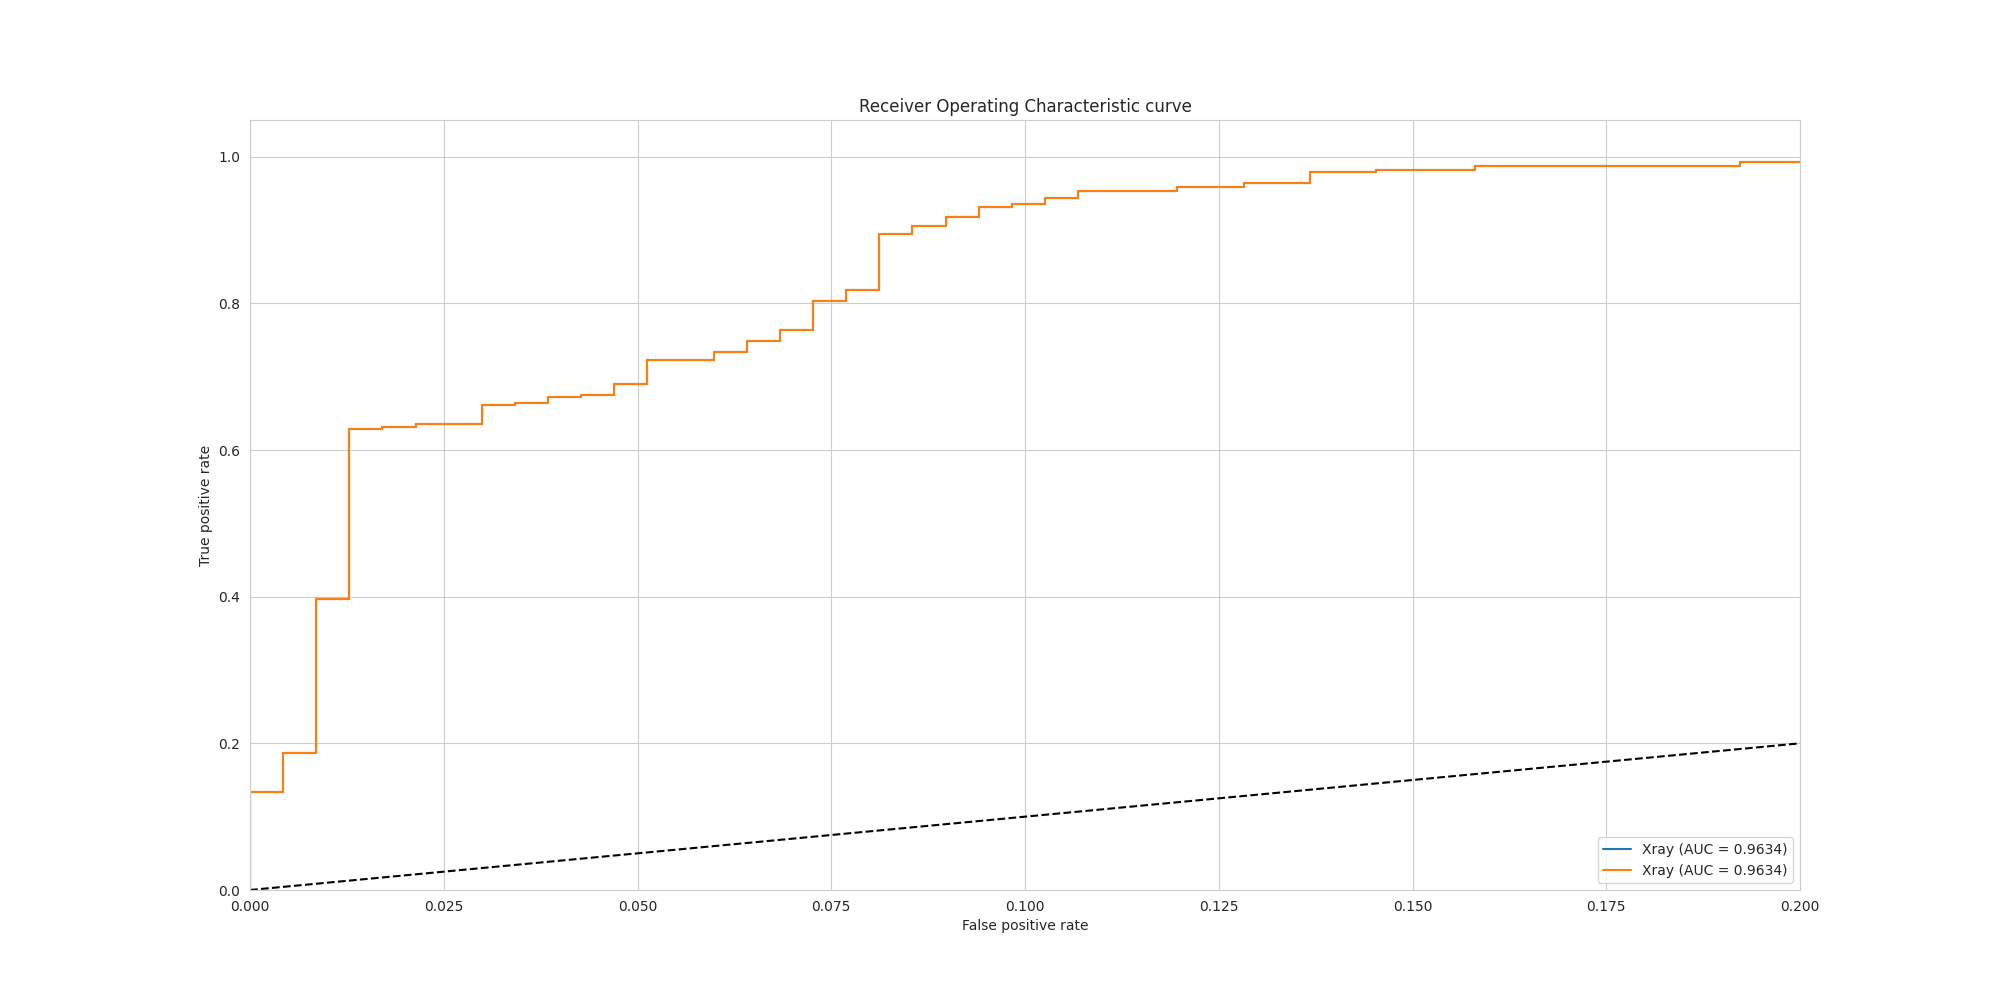 Receiver Operating Characteristic curve
1.0
0.8
0.6
0.4
0.2
0.0
True positive rate
0.000 0.025 0.050 0.075 0.100 0.125 0.150 0.175 0.200
False positive rate
Xray (AUC = 0.9634)
Xray (AUC = 0.9634)